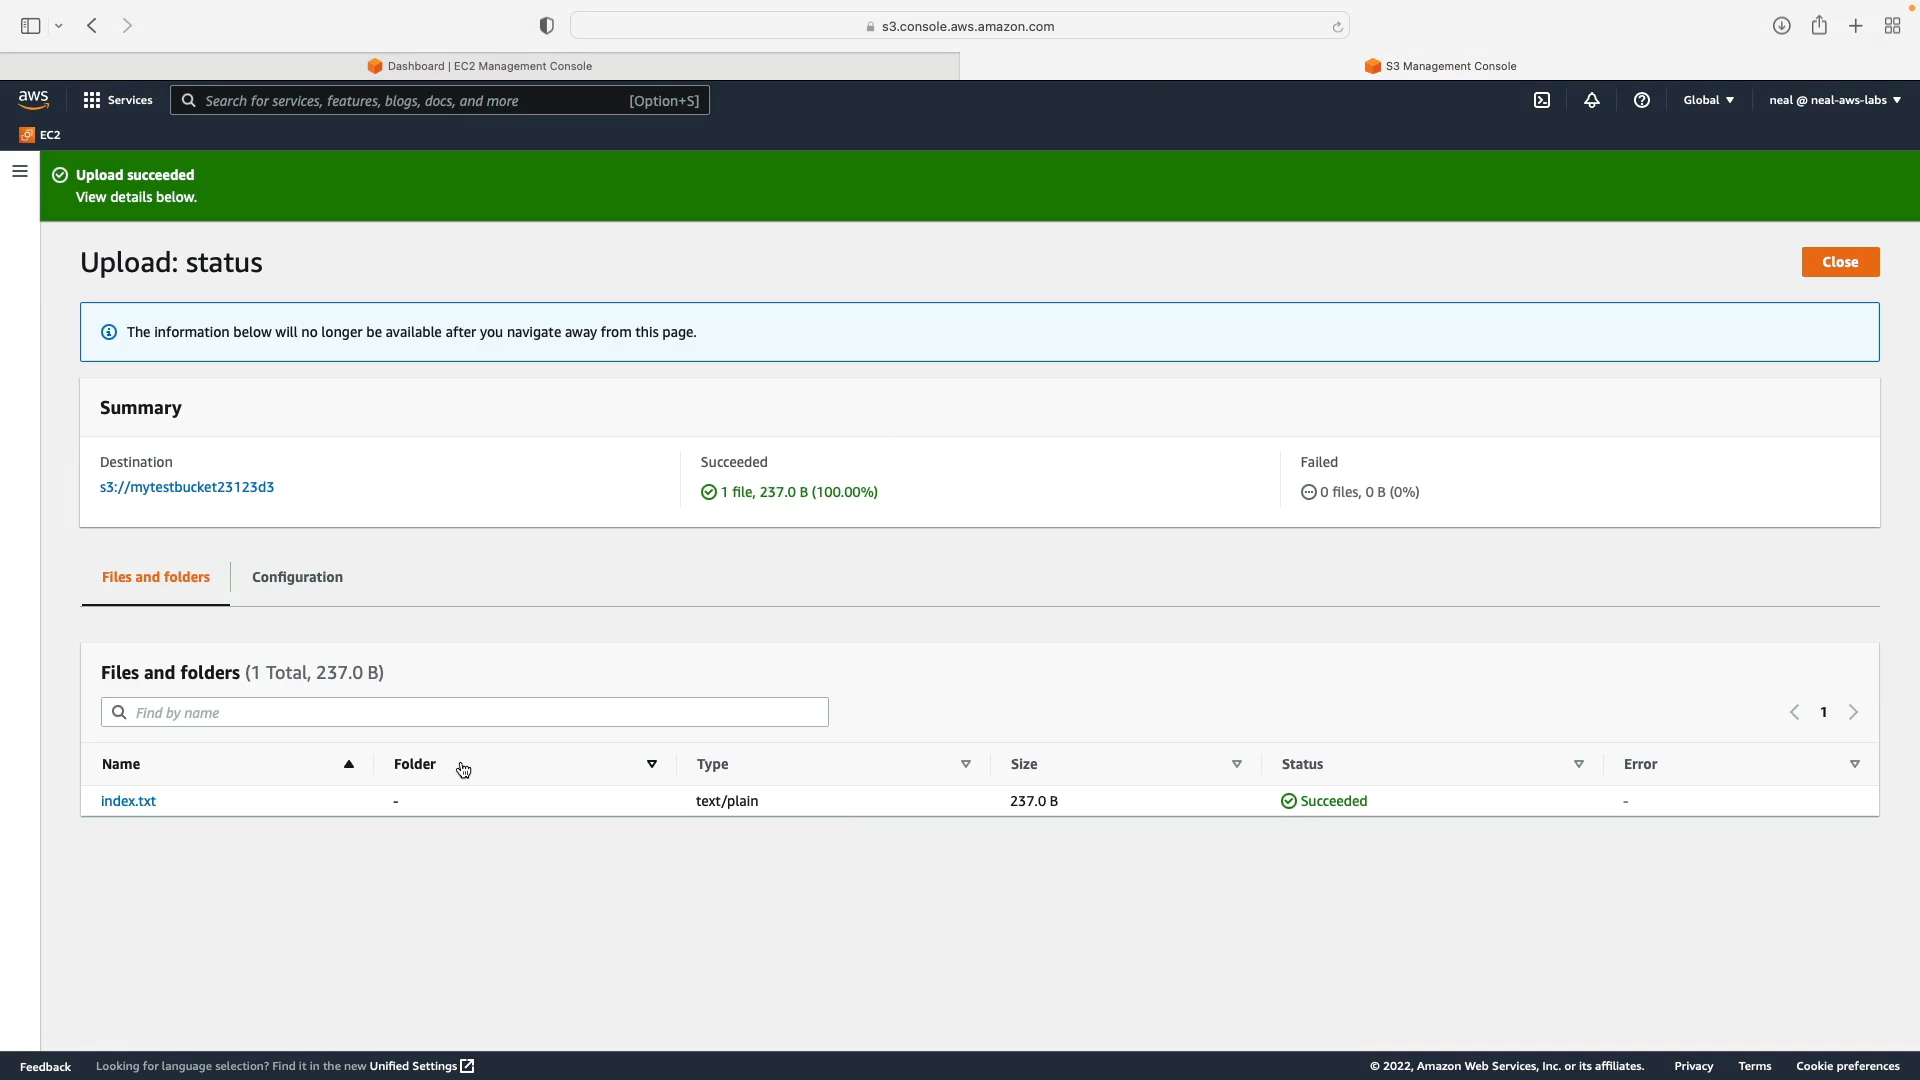 s3.console.aws.amazon.com
Dashboard | EC2 Management Console
S3 Management Console
aws
Services
Search for services, features, blogs, docs, and more
[Option+S]
Global
neal @ neal-aws-labs
EC2
Upload succeeded
View details below.
Upload: status
Close
The information below will no longer be available after you navigate away from this page.
Summary
Destination
Succeeded
Failed
s3://mytestbucket23123d3
1 file, 237.0 B (100.00%)
0 files, 0 B (0%)
Files and folders
Configuration
Files and folders (1 Total, 237.0 B)
Find by name
1
Name
Folder
Type
Size
Status
Error
index.txt
-
text/plain
237.0 B
Succeeded
-
Feedback
Looking for language selection? Find it in the new Unified Settings
© 2022, Amazon Web Services, Inc. or its affiliates.
Privacy
Terms
Cookie preferences